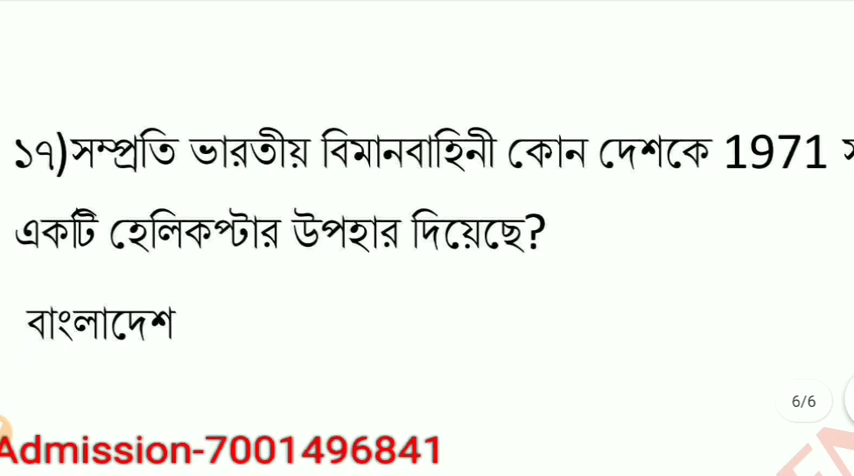 ১৭)সম্প্রতি ভারতীয় বিমানবাহিনী কোন দেশকে 1971
একটি হেলিকপ্টার উপহার দিয়েছে?
বাংলাদেশ
6/6
Admission-7001496841